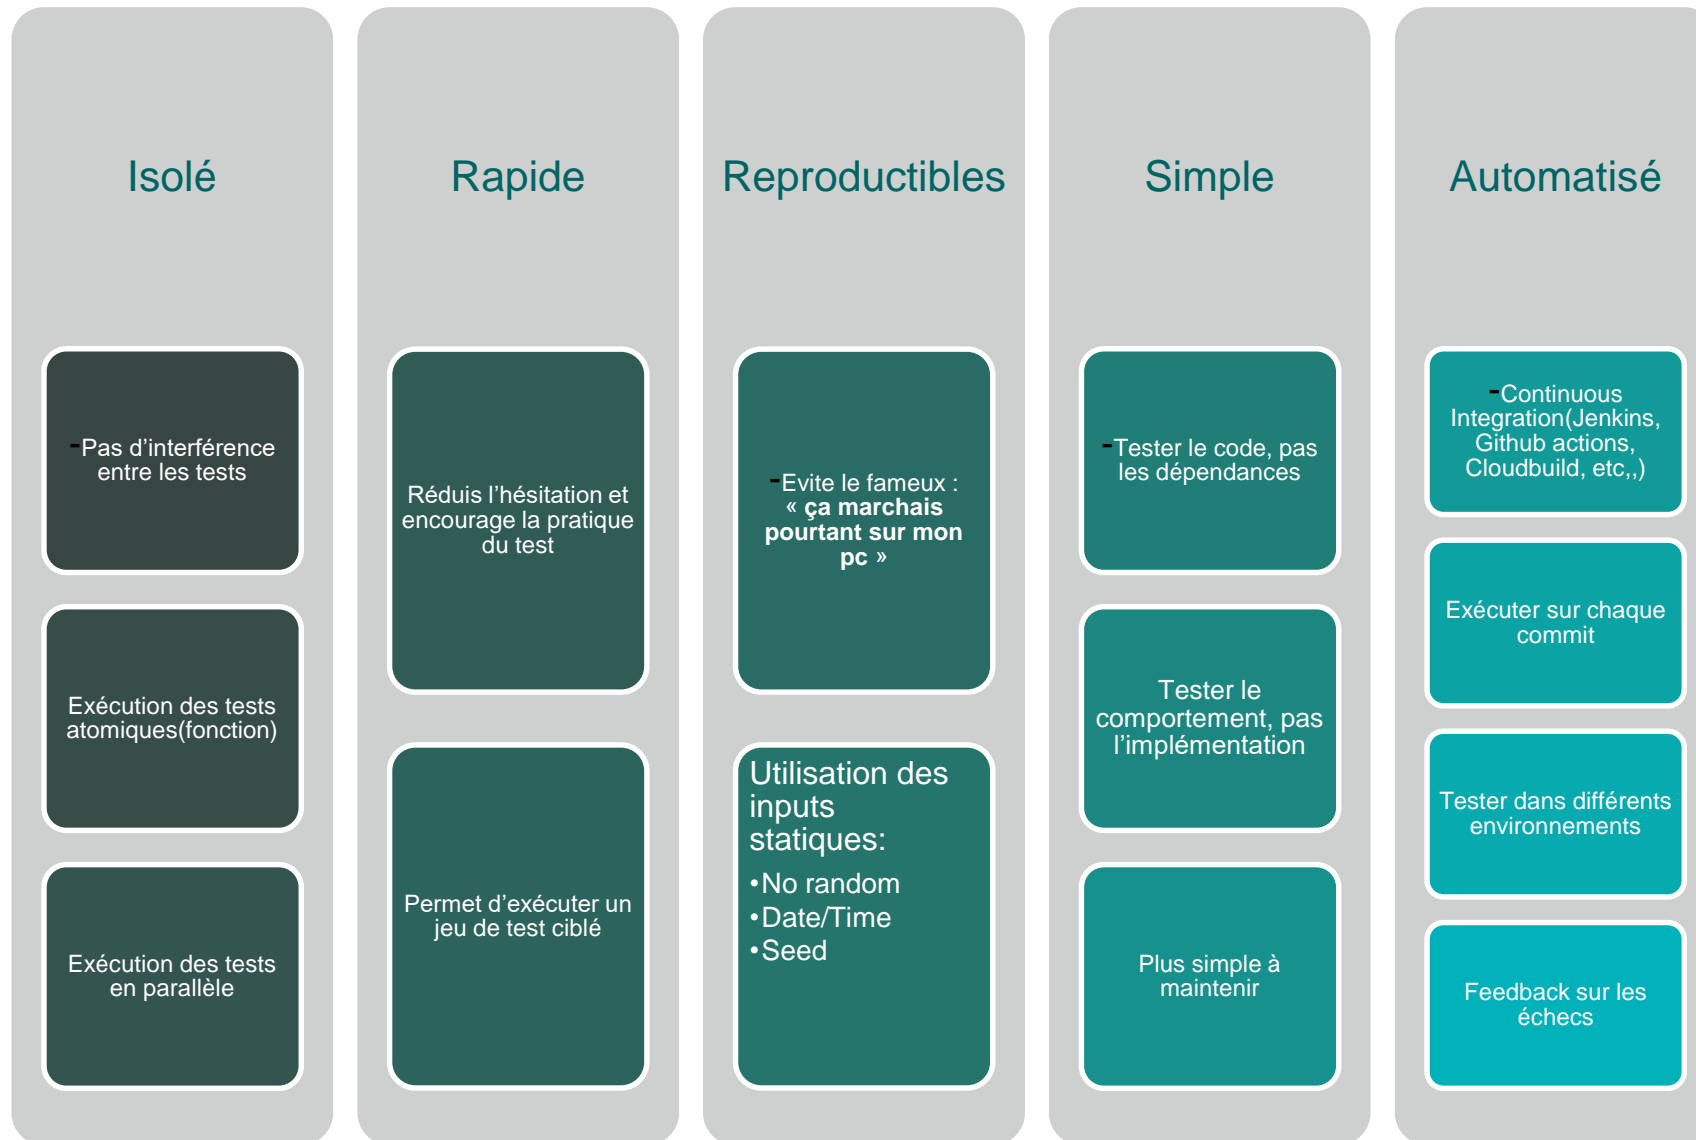 Isolé
-Pas d’interférence
entre les tests
Exécution des tests
atomiques(fonction)
Exécution des tests
en parallèle
Rapide
Réduis l’hésitation et
encourage la pratique
du test
Permet d’exécuter un
jeu de test ciblé
Reproductibles
-Evite le fameux :
« ça marchais
pourtant sur mon
pc »
Utilisation des
inputs
statiques:
•No random
•Date/Time
•Seed
Simple
-Tester le code, pas
les dépendances
Tester le
comportement, pas
l’implémentation
Plus simple à
maintenir
Automatisé
-Continuous
Integration(Jenkins,
Github actions,
Cloudbuild, etc,,)
Exécuter sur chaque
commit
Tester dans différents
environnements
Feedback sur les
échecs